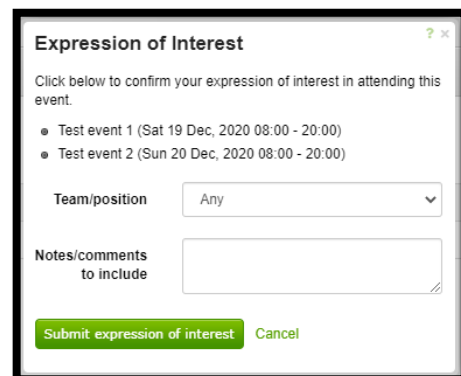 Expression of Interest
? ×
Click below to confirm your expression of interest in attending this
event.
Test event 1 (Sat 19 Dec, 2020 08:00 - 20:00)
Test event 2 (Sun 20 Dec, 2020 08:00 - 20:00)
Team/position Any
Notes/comments
to include
Submit expression of interest Cancel